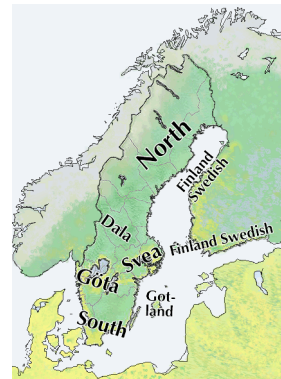 North
Finland
Swedish
Dala
Svea
Finland Swedish
Göta
Got-
land
South